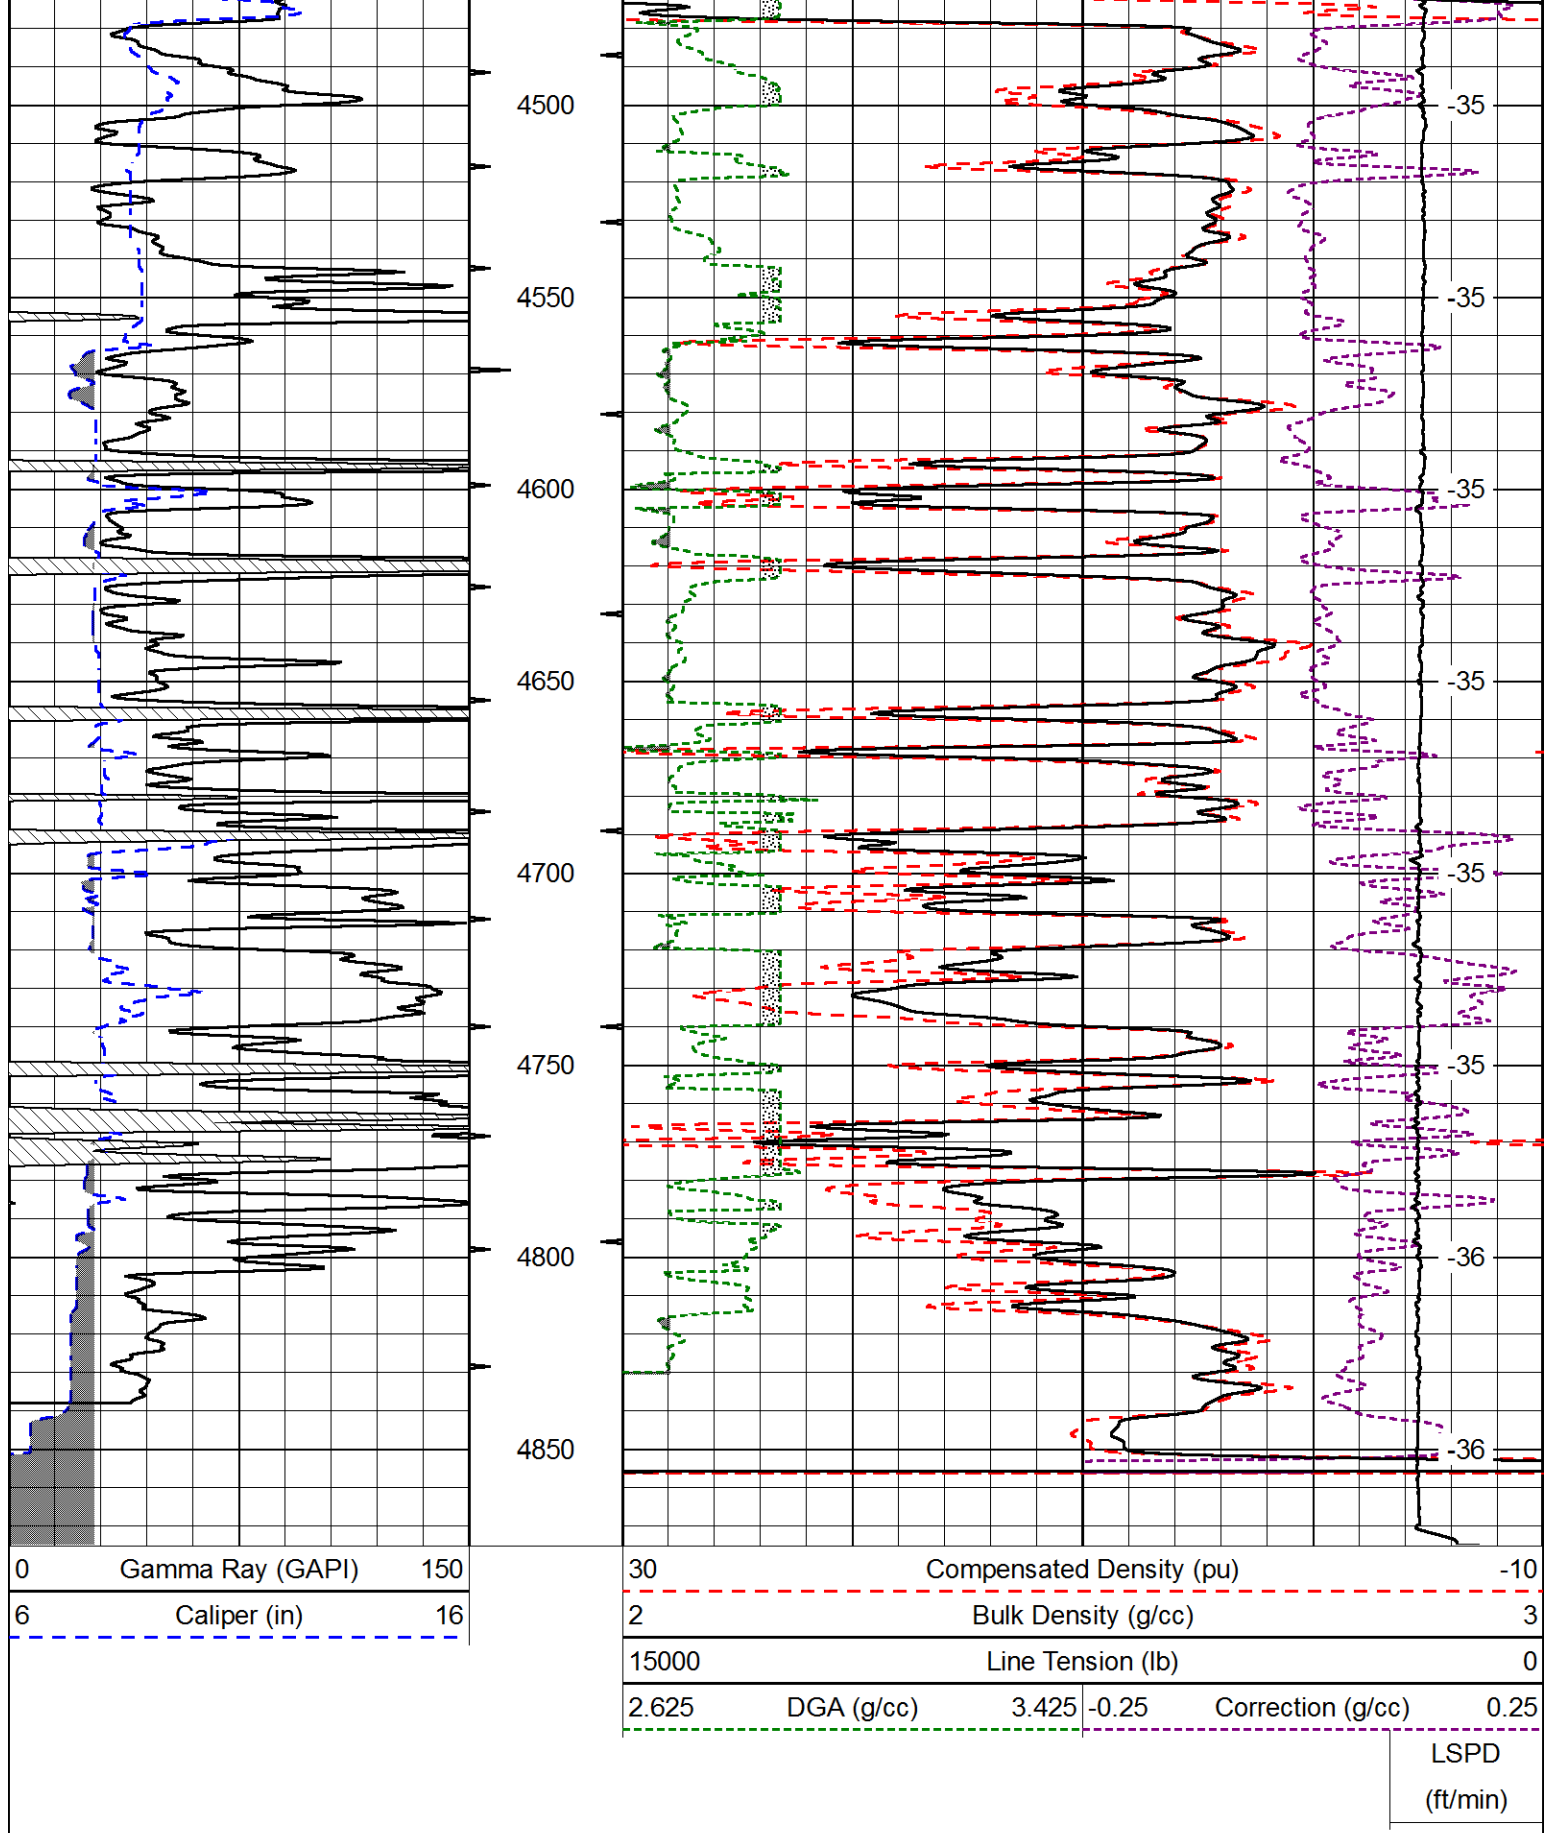 4500 -35
4550 -35
4600 -35
4650 -35
4700 -35
4750 -35
4800 -36
4850 -36
0 Gamma Ray (GAPI) 150
6 Caliper (in) 16
30 Compensated Density (pu) -10
2 Bulk Density (g/cc) 3
15000 Line Tension (lb) 0
2.625 DGA (g/cc) 3.425 -0.25 Correction (g/cc) 0.25
LSPD
(ft/min)